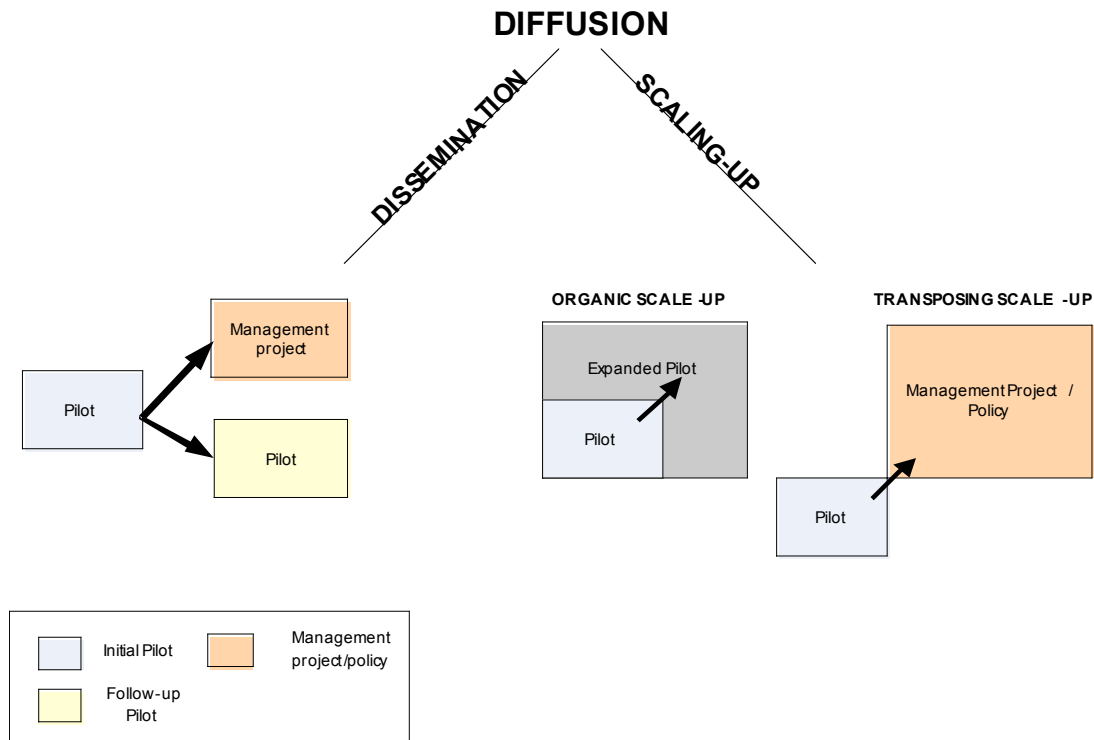 DIFFUSION
DISSEMINATION
SCALING-UP
ORGANIC SCALE -UP
TRANSPOSING SCALE -UP
Management
project
Pilot
Pilot
Expanded Pilot
Pilot
Management Project /
Policy
Pilot
Initial Pilot
Management
project/policy
Follow-up
Pilot